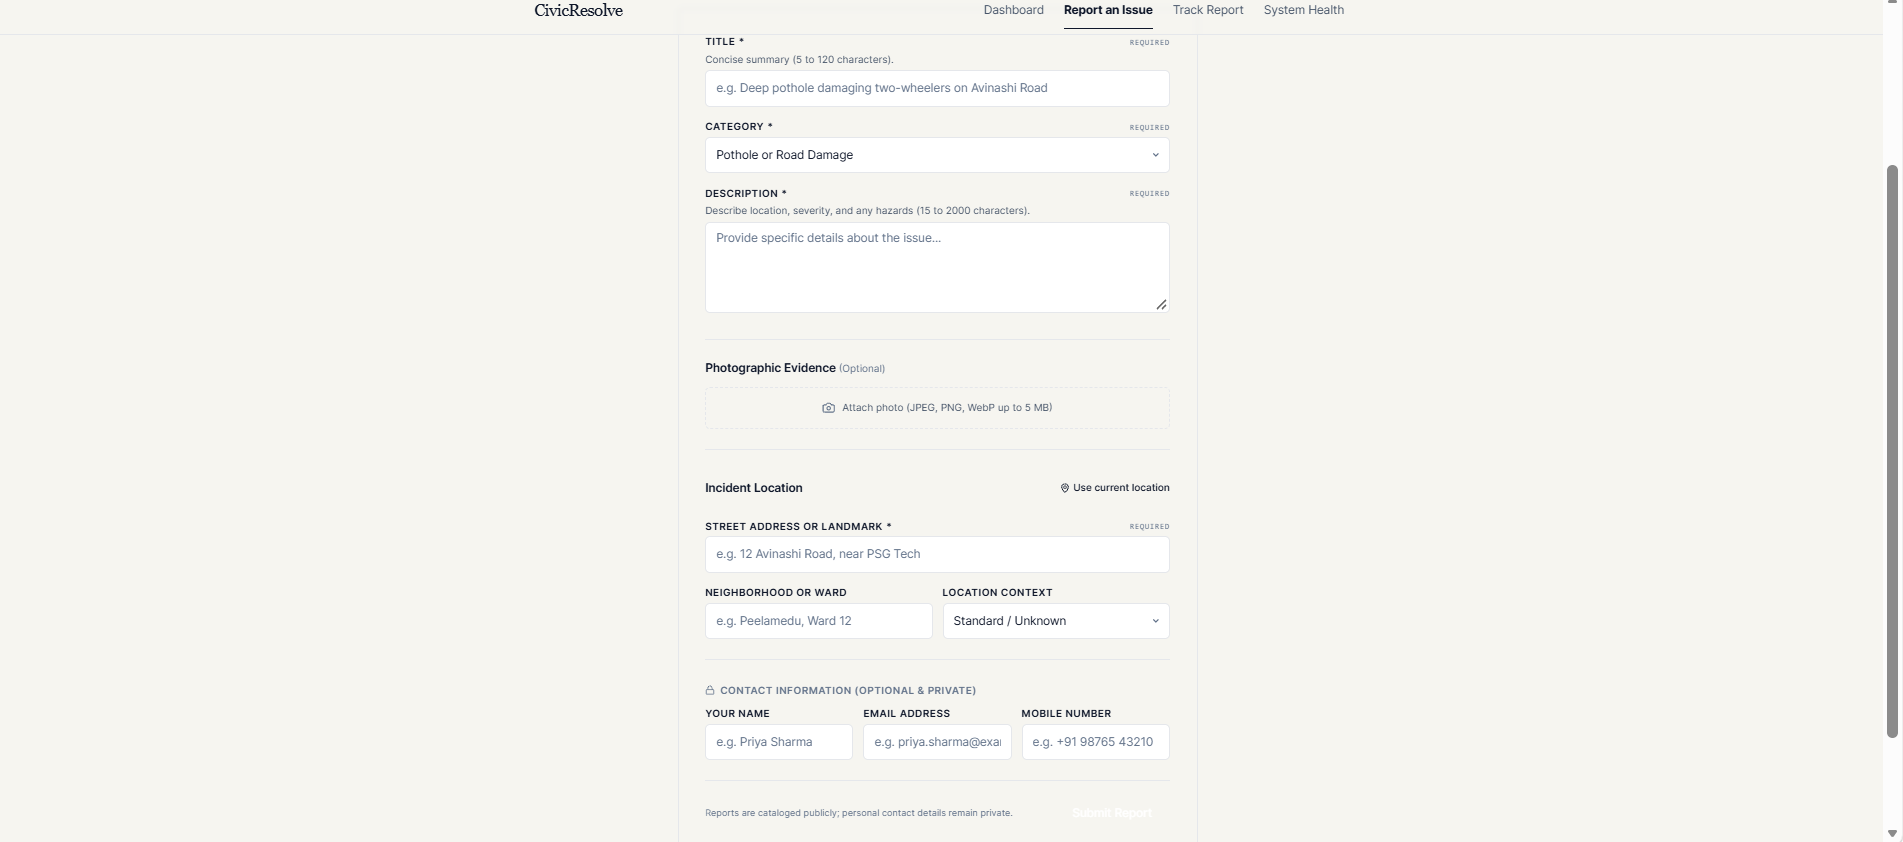 CivicResolve
Dashboard Report an Issue Track Report System Health
TITLE * REQUIRED
Concise summary (5 to 120 characters).
e.g. Deep pothole damaging two-wheelers on Avinashi Road
CATEGORY * REQUIRED
Pothole or Road Damage
DESCRIPTION * REQUIRED
Describe location, severity, and any hazards (15 to 2000 characters).
Provide specific details about the issue...
Photographic Evidence (Optional)
Attach photo (JPEG, PNG, WebP up to 5 MB)
Incident Location Use current location
STREET ADDRESS OR LANDMARK * REQUIRED
e.g. 12 Avinashi Road, near PSG Tech
NEIGHBORHOOD OR WARD LOCATION CONTEXT
e.g. Peelamedu, Ward 12 Standard / Unknown
CONTACT INFORMATION (OPTIONAL & PRIVATE)
YOUR NAME EMAIL ADDRESS MOBILE NUMBER
e.g. Priya Sharma e.g. priya.sharma@exa e.g. +91 98765 43210
Reports are cataloged publicly; personal contact details remain private. Submit Report